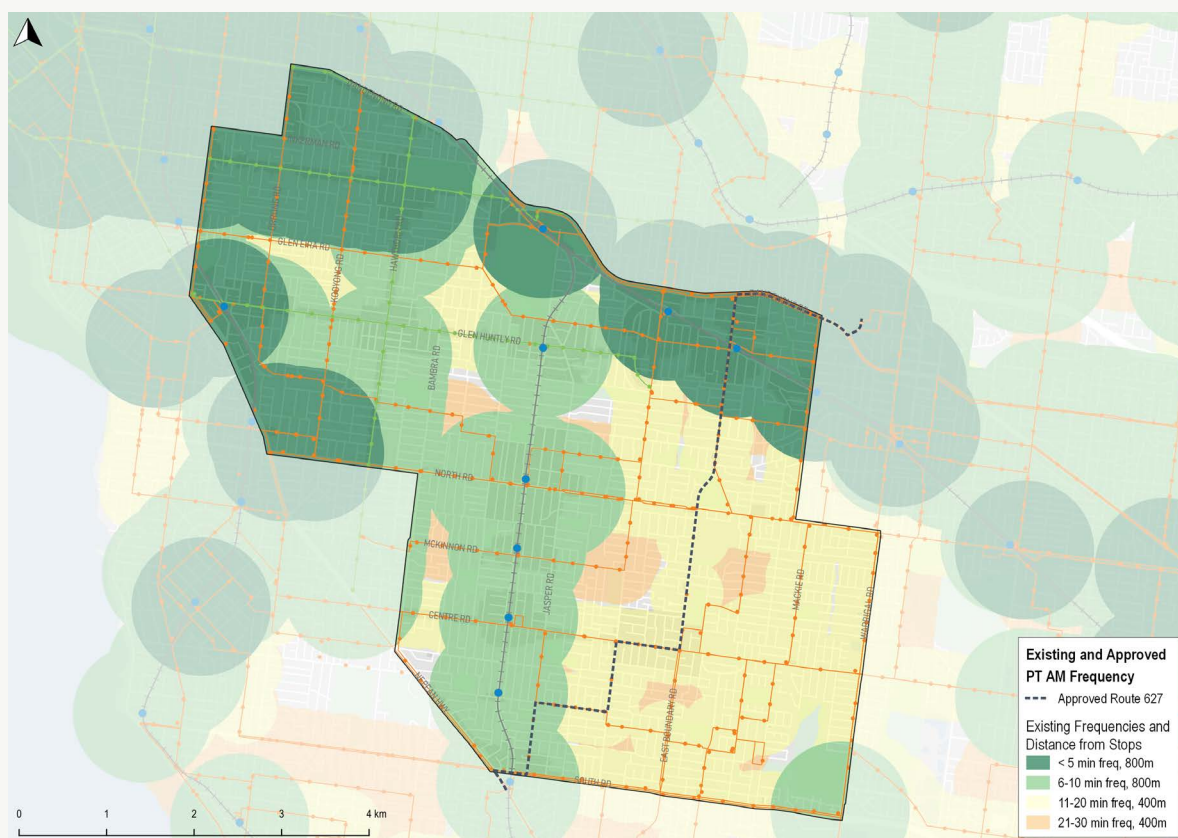 GLEN EIRA RD
KOOYONG RD
GLEN HUNTLY RD
BAMBRA RD
NORTH RD
MCKINNON RD
JASPER RD
CENTRE RD
MACKIE RD
WARRIGAL RD
NEPEAN HWY
EAST BOUNDARY RD
SOUTH RD
Existing and Approved
PT AM Frequency
Approved Route 627
Existing Frequencies and
Distance from Stops
< 5 min freq, 800m
6-10 min freq, 800m
11-20 min freq, 400m
21-30 min freq, 400m
0 1 2 3 4 km